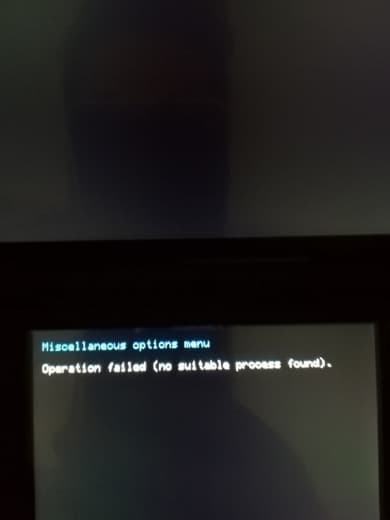 Miscellaneous options menu
Operation failed (no suitable process found).